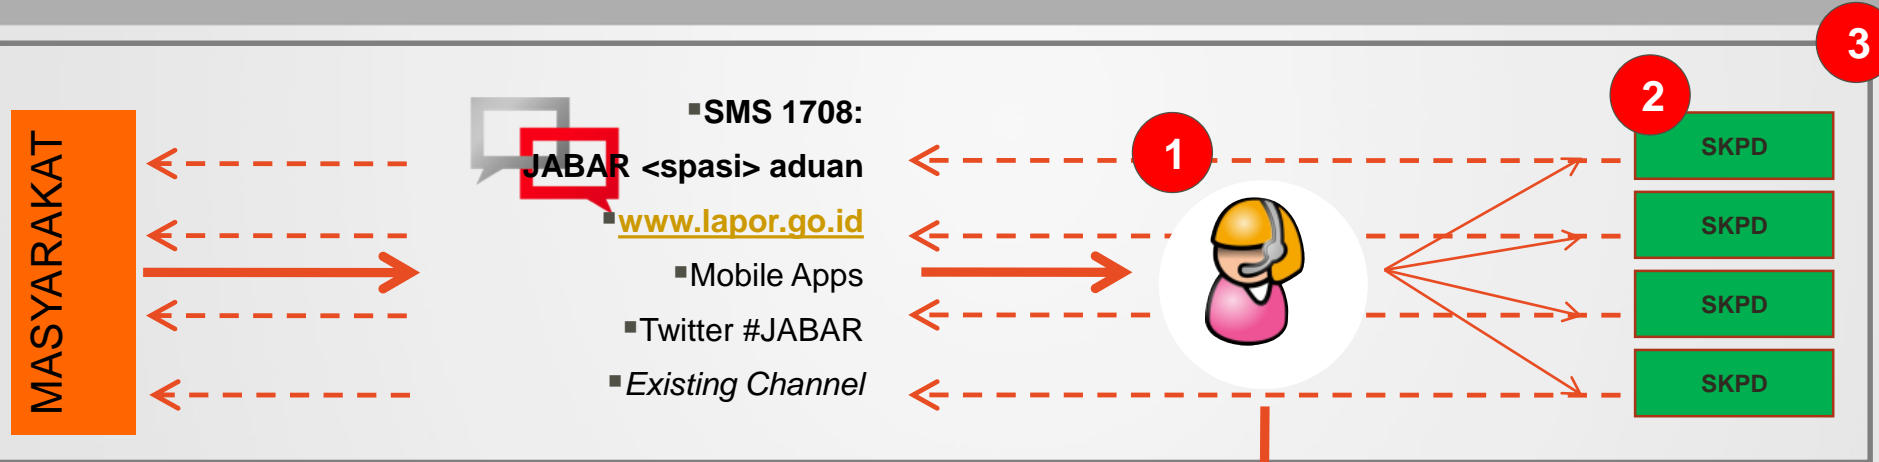 MASYARAKAT
▪SMS 1708:
JABAR <spasi> aduan
▪www.lapor.go.id
▪Mobile Apps
▪Twitter #JABAR
▪Existing Channel
1
2
3
SKPD
SKPD
SKPD
SKPD